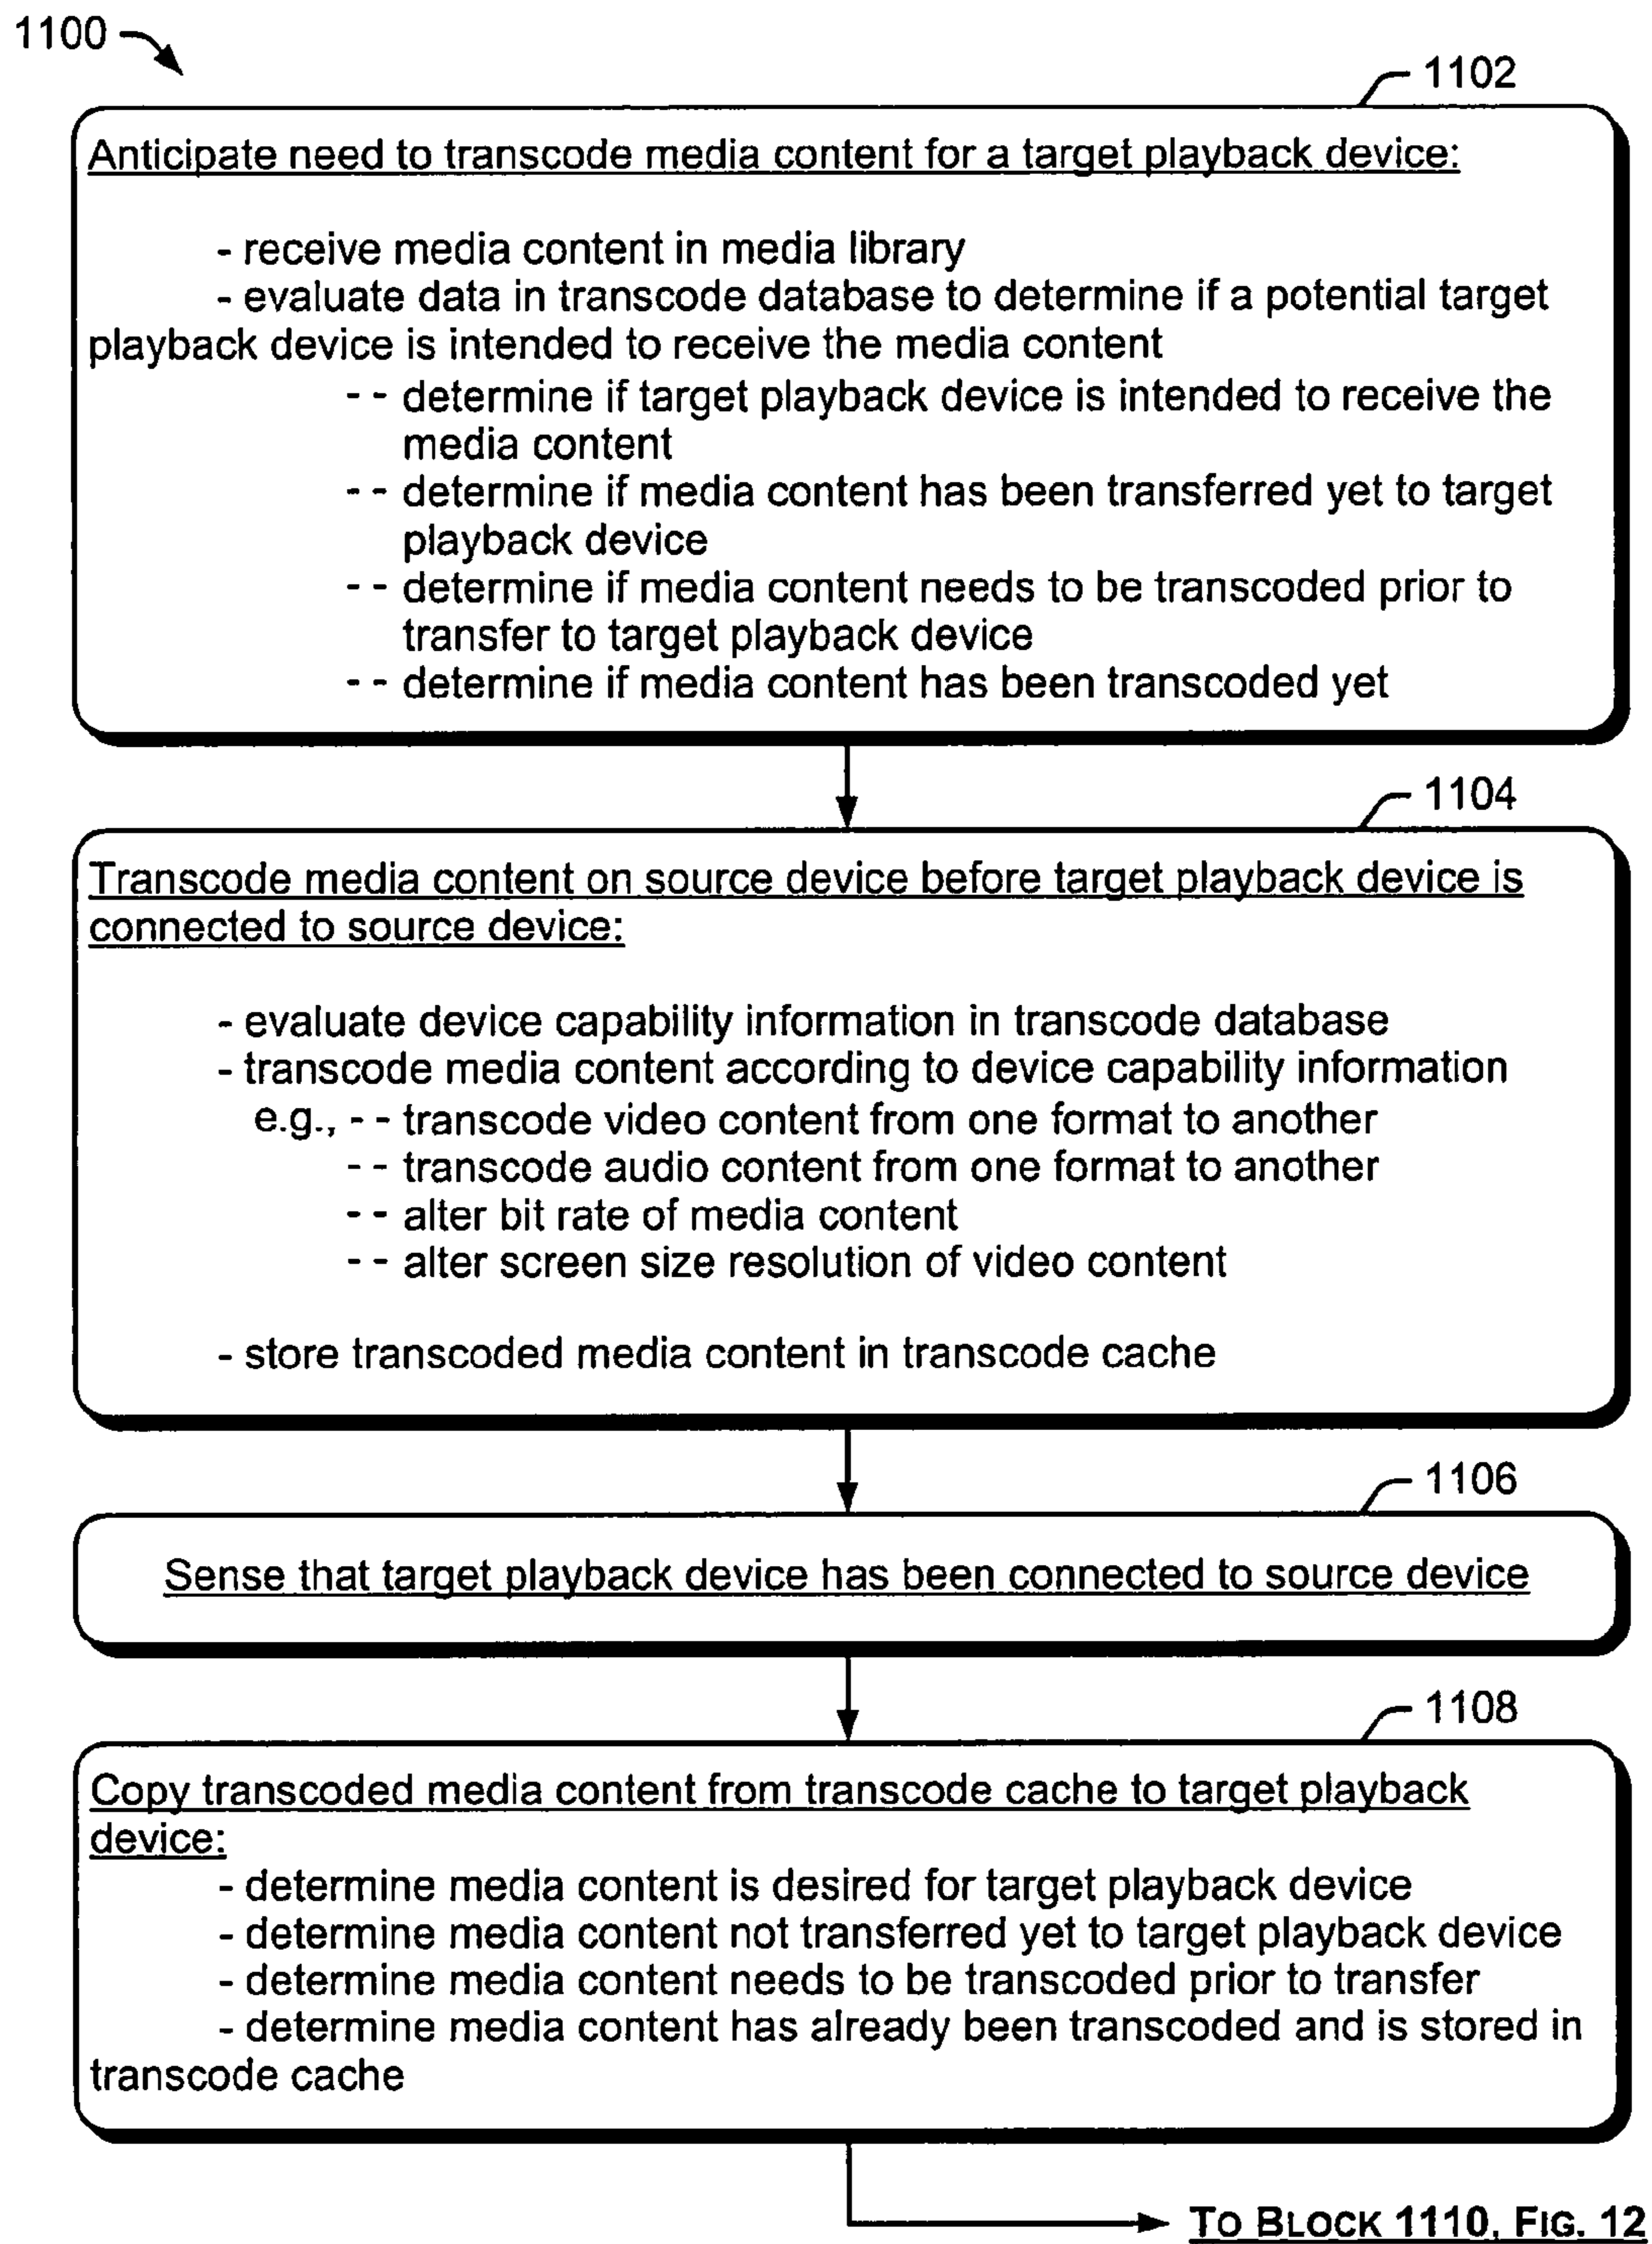 1100
1102
Anticipate need to transcode media content for a target playback device:
- receive media content in media library
- evaluate data in transcode database to determine if a potential target
playback device is intended to receive the media content
- - determine if target playback device is intended to receive the
media content
- - determine if media content has been transferred yet to target
playback device
- - determine if media content needs to be transcoded prior to
transfer to target playback device
- - determine if media content has been transcoded yet
1104
Transcode media content on source device before target playback device is
connected to source device:
- evaluate device capability information in transcode database
- transcode media content according to device capability information
e.g., - - transcode video content from one format to another
- - transcode audio content from one format to another
- - alter bit rate of media content
- - alter screen size resolution of video content
- store transcoded media content in transcode cache
1106
Sense that target playback device has been connected to source device
1108
Copy transcoded media content from transcode cache to target playback
device:
- determine media content is desired for target playback device
- determine media content not transferred yet to target playback device
- determine media content needs to be transcoded prior to transfer
- determine media content has already been transcoded and is stored in
transcode cache
TO BLOCK 1110, FIG. 12